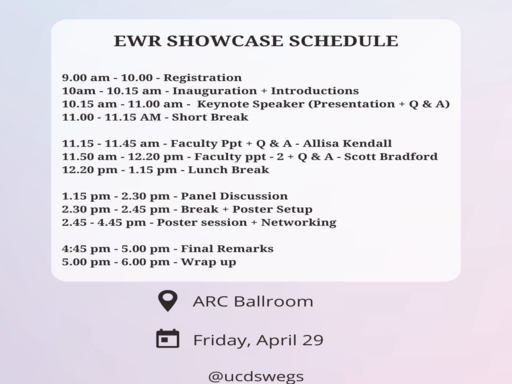 EWR SHOWCASE SCHEDULE
9.00 am - 10.00 - Registration
10am - 10.15 am - Inauguration + Introductions
10.15 am - 11.00 am - Keynote Speaker (Presentation + Q & A)
11.00 - 11.15 AM - Short Break
11.15 - 11.45 am - Faculty Ppt + Q & A - Allisa Kendall
11.50 am - 12.20 pm - Faculty ppt - 2 + Q & A - Scott Bradford
12.20 pm - 1.15 pm - Lunch Break
1.15 pm - 2.30 pm - Panel Discussion
2.30 pm - 2.45 pm - Break + Poster Setup
2.45 - 4.45 pm - Poster session + Networking
4:45 pm - 5.00 pm - Final Remarks
5.00 pm - 6.00 pm - Wrap up
ARC Ballroom
Friday, April 29
@ucdswegs